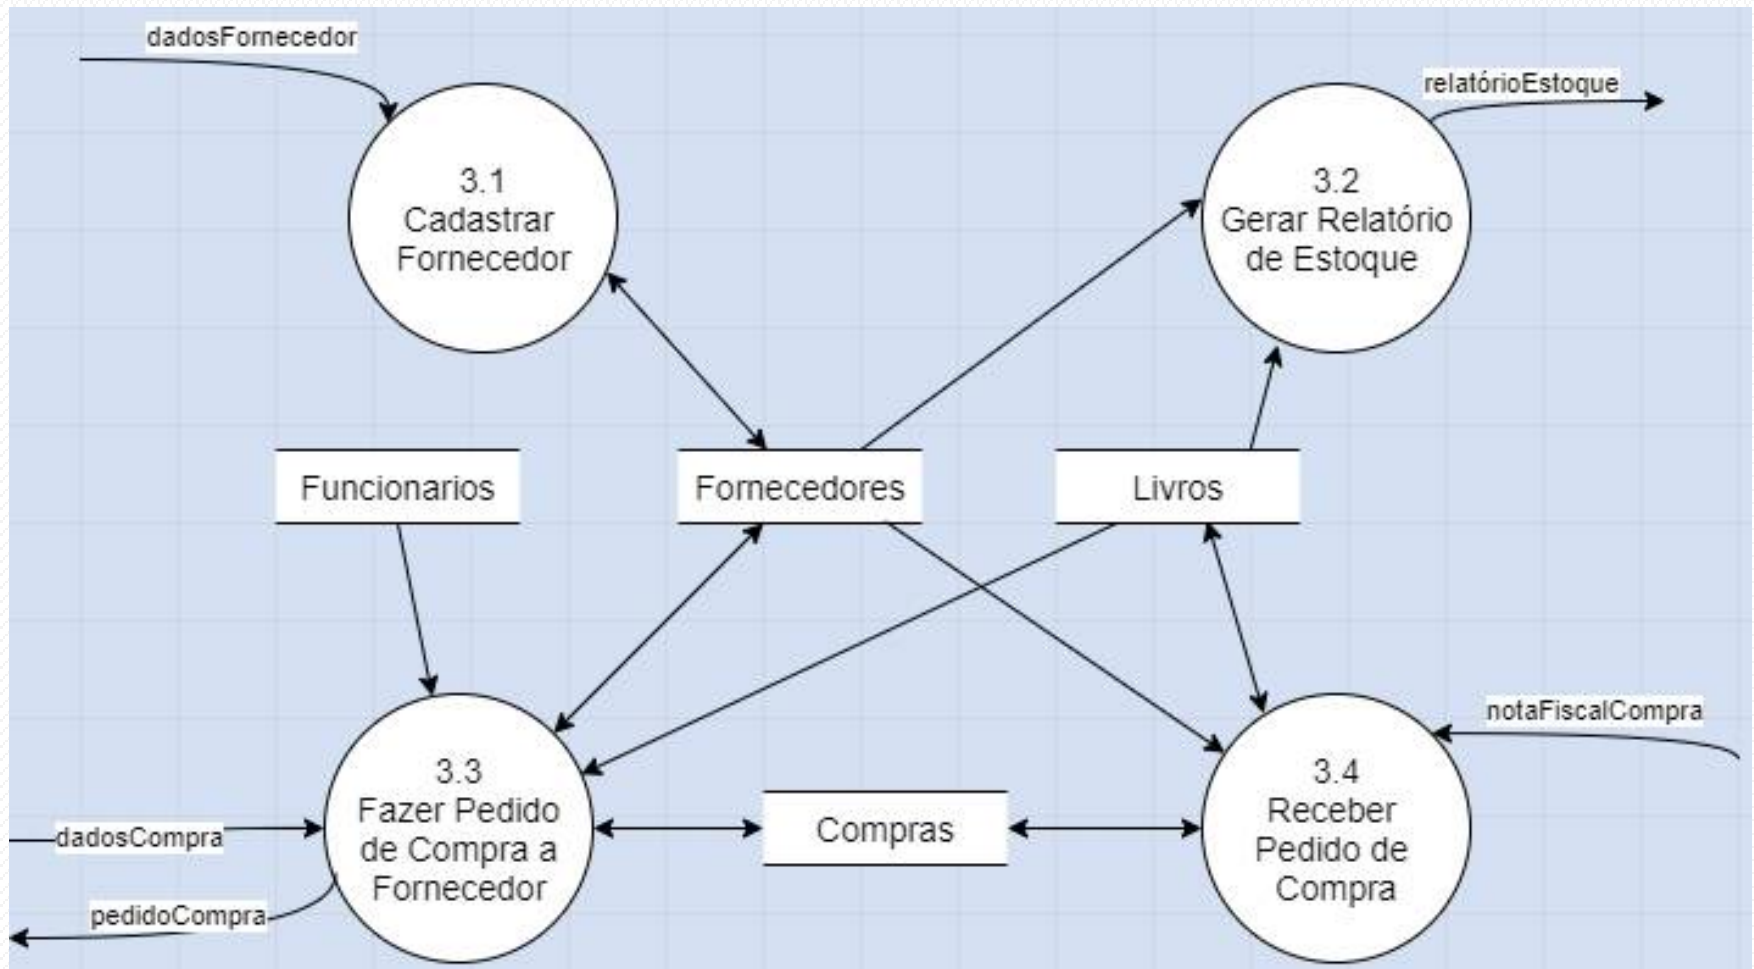 dadosFornecedor
relatórioEstoque
3.1
Cadastrar
Fornecedor
3.2
Gerar Relatório
de Estoque
Funcionarios
Fornecedores
Livros
notaFiscalCompra
3.3
Fazer Pedido
de Compra a
Fornecedor
Compras
3.4
Receber
Pedido de
Compra
dadosCompra
pedidoCompra